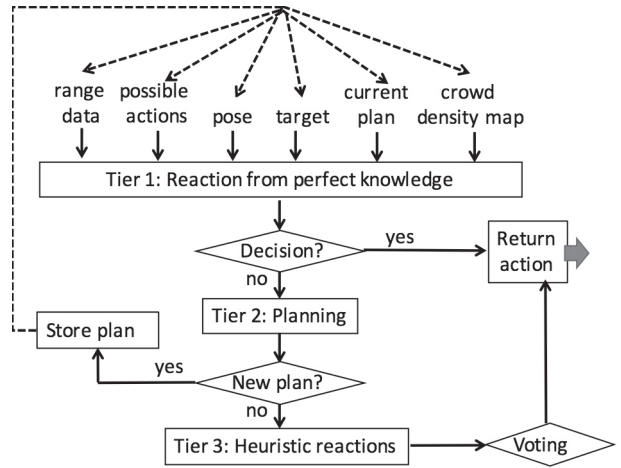 range data
possible actions
pose
target
current plan
crowd density map
Tier 1: Reaction from perfect knowledge
Decision?
yes
Return action
no
Tier 2: Planning
Store plan
yes
New plan?
no
Tier 3: Heuristic reactions
Voting